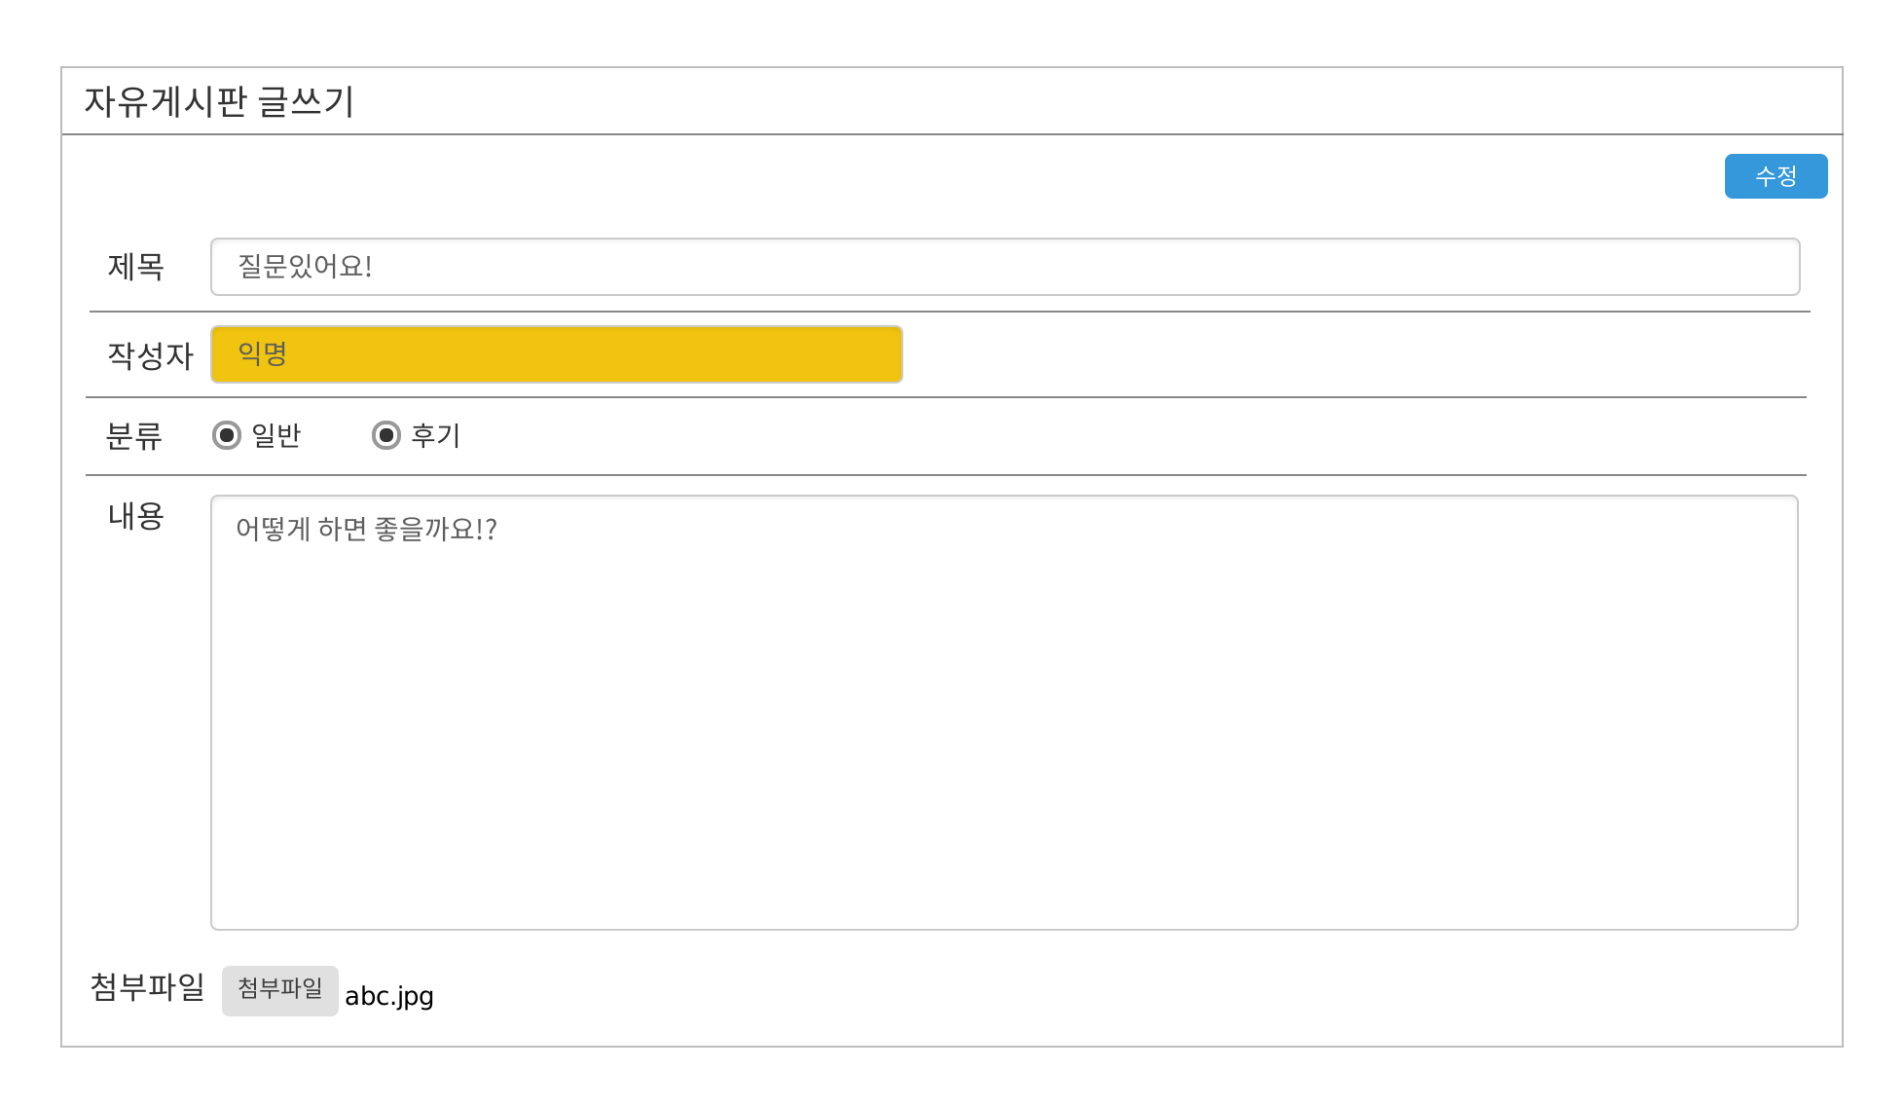 자유게시판 글쓰기
수정
제목 질문있어요!
작성자 익명
분류 일반 후기
내용 어떻게 하면 좋을까요!?
첨부파일 첨부파일 abc.jpg